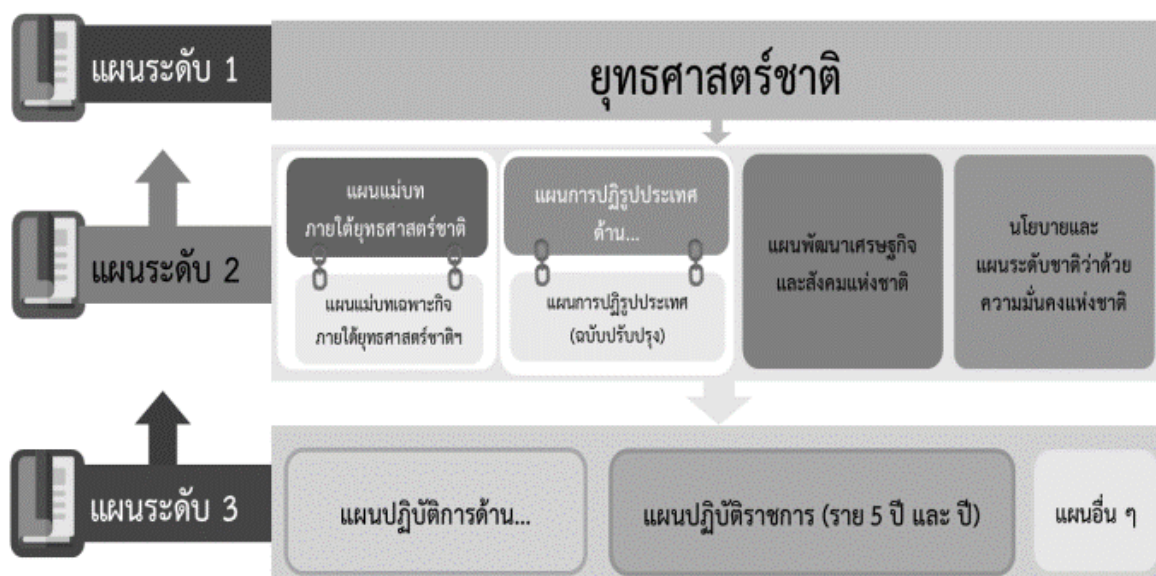 แผนระดับ 1
ยุทธศาสตร์ชาติ
แผนระดับ 2
แผนแม่บท
ภายใต้ยุทธศาสตร์ชาติ
แผนแม่บทเฉพาะกิจ
ภายใต้ยุทธศาสตร์ชาติฯ
แผนการปฏิรูปประเทศ
ด้าน...
แผนการปฏิรูปประเทศ
(ฉบับปรับปรุง)
แผนพัฒนาเศรษฐกิจ
และสังคมแห่งชาติ
นโยบายและ
แผนระดับชาติว่าด้วย
ความมั่นคงแห่งชาติ
แผนระดับ 3
แผนปฏิบัติการด้าน...
แผนปฏิบัติราชการ (ราย 5 ปี และ ปี)
แผนอื่น ๆ